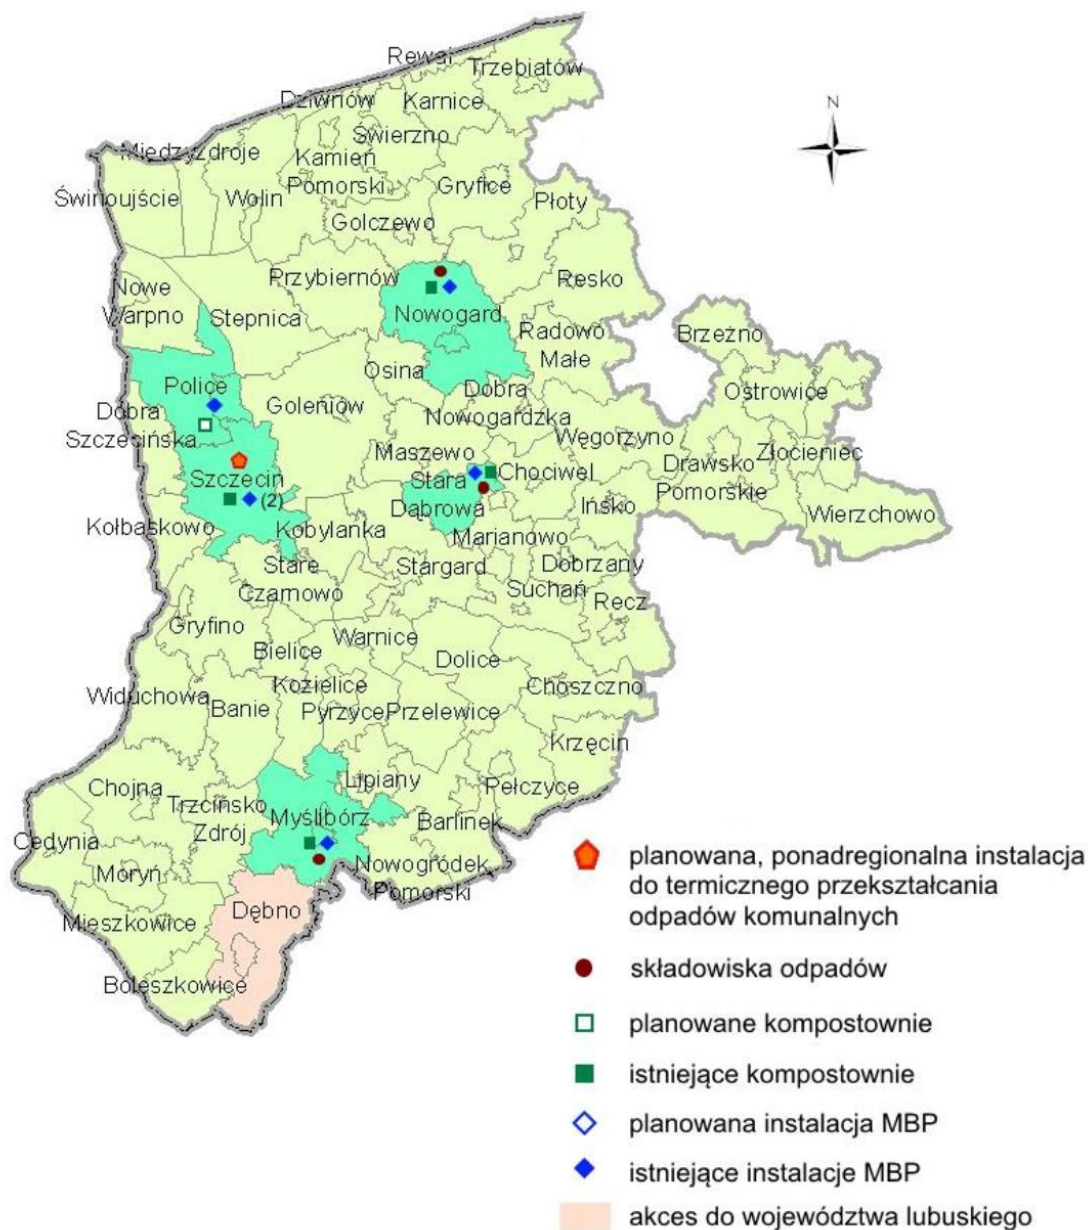 Rewal
Trzebiatów
Dziwnów
Karnice
Świerzno
Międzyzdroje
Kamień
Pomorski
Gryfice
Świnoujście
Wolin
Płoty
Golczewo
Przybiernów
Resko
Nowe
Warpno
Stepnica
Nowogard
Radowo
Małe
Brzeżno
Osina
Police
Dobra
Nowogardzka
Ostrowice
Dobra
Szczecińska
Goleniów
Węgorzyno
Maszewo
Złocieniec
Drawsko
Pomorskie
Szczecin
Stara
Dąbrowa
Chociwel
(2)
Ińsko
Wierzchowo
Kołbaskowo
Kobylanka
Marianowo
Stare
Czarnowo
Stargard
Dobrzany
Suchań
Recz
Gryfino
Warnice
Bielice
Dolice
Kozielice
Choszczno
Widuchowa
Banie
Pyrzyce
Przelewice
Krzęcin
Chojna
Lipiany
Pełczyce
Trzcińsko
Zdrój
Myślibórz
Barlinek
Cedynia
Moryń
Nowogródek
Pomorski
Mieszkowice
Dębno
Boleszkowice
N
planowana, ponadregionalna instalacja
do termicznego przekształcania
odpadów komunalnych
składowiska odpadów
planowane kompostownie
istniejące kompostownie
planowana instalacja MBP
istniejące instalacje MBP
akces do województwa lubuskiego